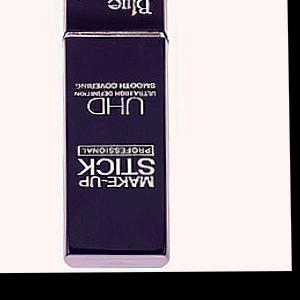 MAKE-UP
STICK
PROFESSIONAL
UHD
ULTRA HIGH DEFINITION
SMOOTH COVERING
Blue